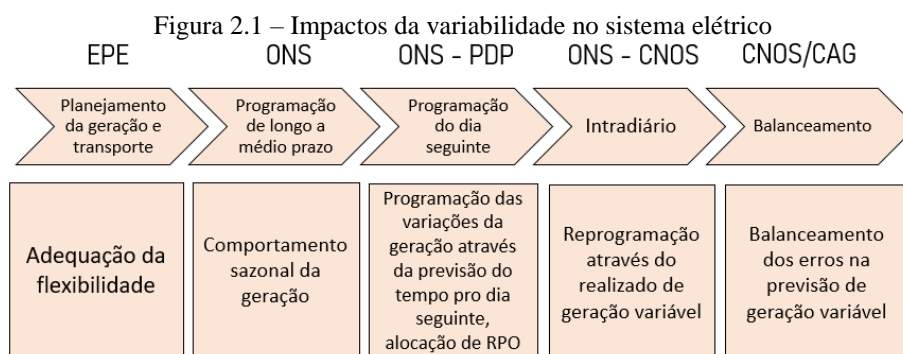 Figura 2.1 – Impactos da variabilidade no sistema elétrico
EPE
ONS
ONS - PDP
ONS - CNOS
CNOS/CAG
Planejamento
da geração e
transporte
Programação
de longo a
médio prazo
Programação
do dia
seguinte
Intradiário
Balanceamento
Adequação da
flexibilidade
Comportamento
sazonal da
geração
Programação das
variações da
geração através
da previsão do
tempo pro dia
seguinte,
alocação de RPO
Reprogramação
através do
realizado de
geração variável
Balanceamento
dos erros na
previsão de
geração variável